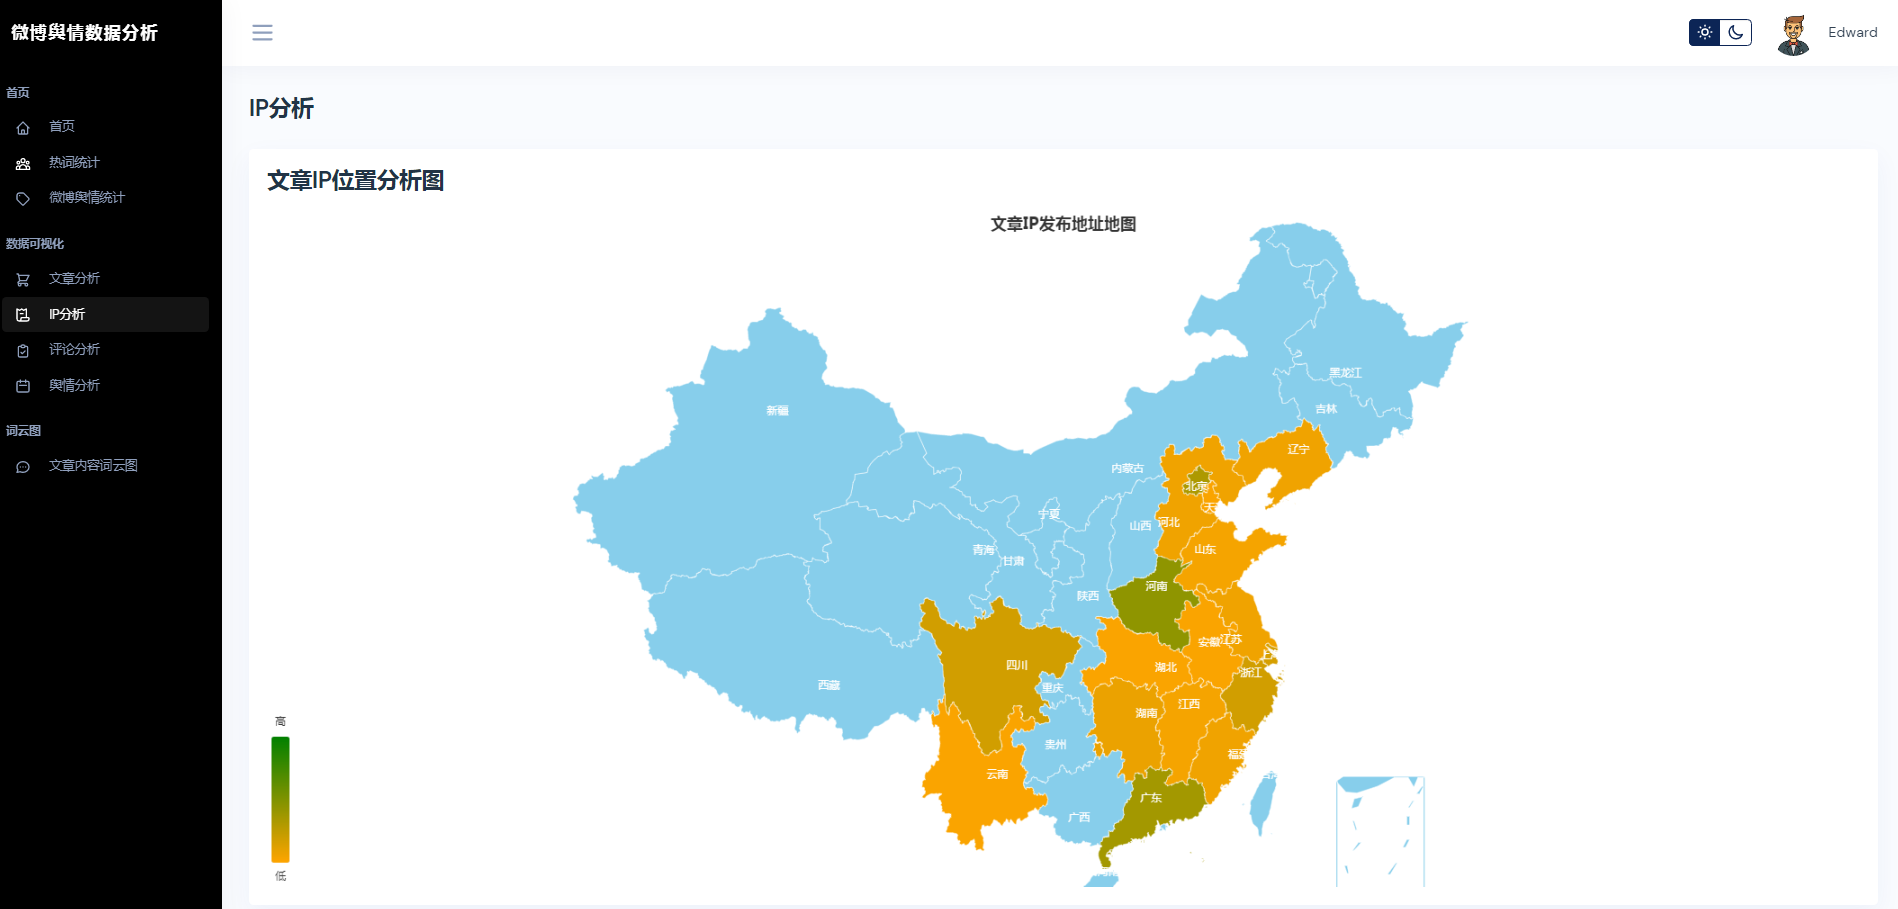 微博舆情数据分析
Edward
首页
首页
热词统计
微博舆情统计
数据可视化
文章分析
IP分析
评论分析
舆情分析
词云图
文章内容词云图
IP分析
文章IP位置分析图
文章IP发布地址地图
黑龙江
吉林
新疆
辽宁
内蒙古
北京
天
宁夏
河北
山西
青海
山东
甘肃
河南
陕西
江苏
安徽
四川
湖北
浙江
西藏
重庆
江西
湖南
贵州
福建
云南
广东
广西
高
低